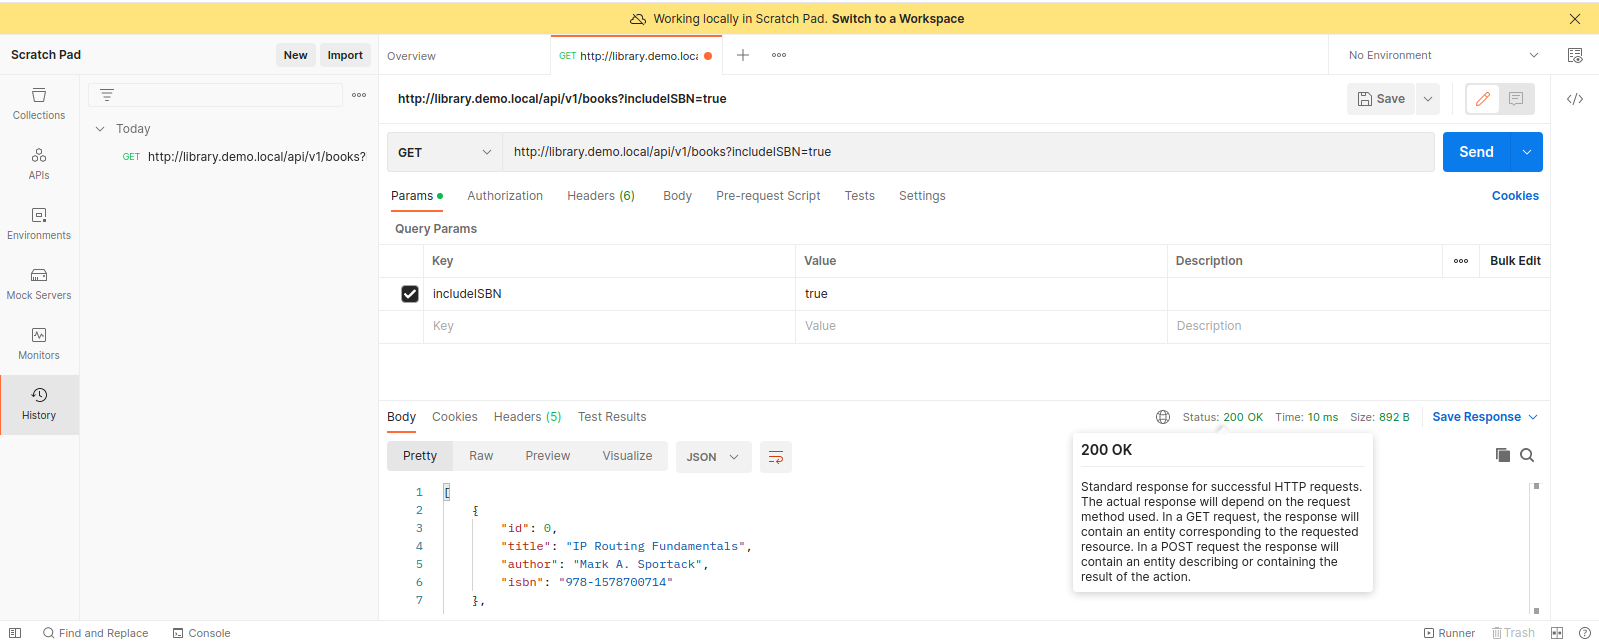 Working locally in Scratch Pad. Switch to a Workspace
Scratch Pad
New
Import
Overview
GET http://library.demo.loca
No Environment
Collections
APIs
Environments
Mock Servers
Monitors
History
Today
GET http://library.demo.local/api/v1/books?
http://library.demo.local/api/v1/books?includeISBN=true
Save
GET
http://library.demo.local/api/v1/books?includeISBN=true
Send
Params
Authorization
Headers (6)
Body
Pre-request Script
Tests
Settings
Cookies
Query Params
Key Value Description Bulk Edit
includeISBN true
Key Value Description
Body
Cookies
Headers (5)
Test Results
Status: 200 OK
Time: 10 ms
Size: 892 B
Save Response
Pretty
Raw
Preview
Visualize
JSON
1 [
2 {
3 "id": 0,
4 "title": "IP Routing Fundamentals",
5 "author": "Mark A. Sportack",
6 "isbn": "978-1578700714"
7 },
200 OK
Standard response for successful HTTP requests.
The actual response will depend on the request
method used. In a GET request, the response will
contain an entity corresponding to the requested
resource. In a POST request the response will
contain an entity describing or containing the
result of the action.
Find and Replace
Console
Runner
Trash